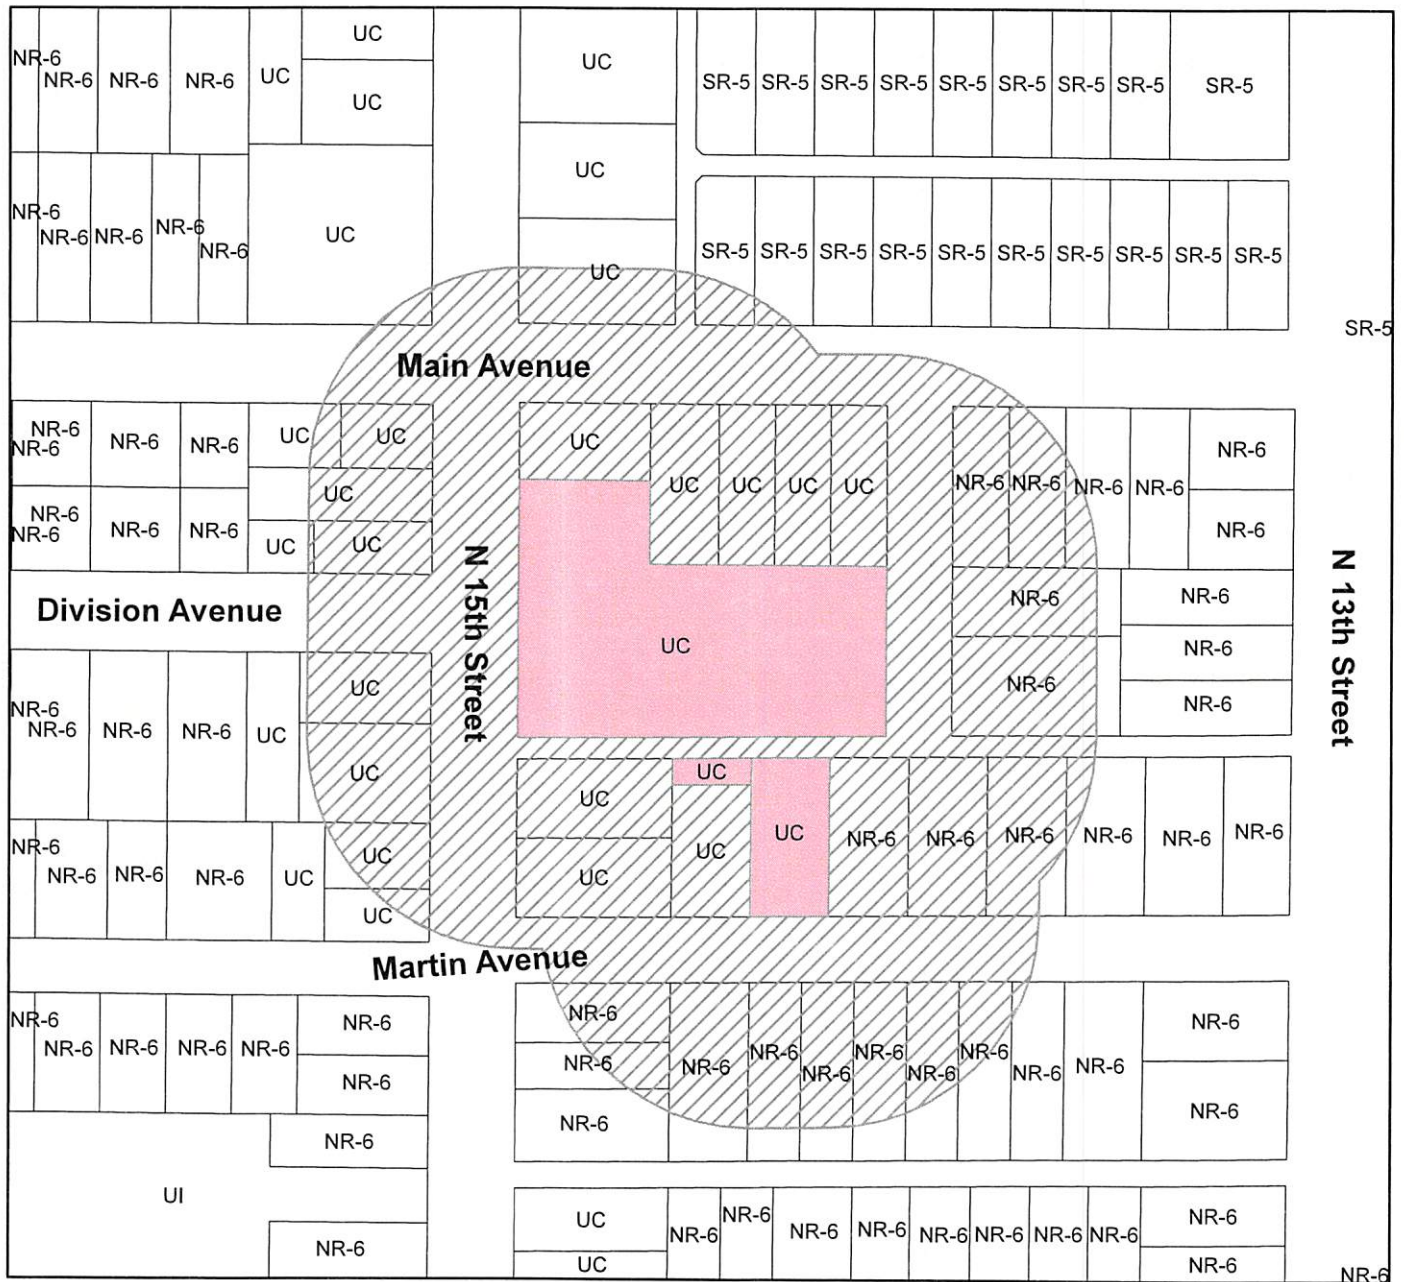 UC
NR-6
NR-6 NR-6 NR-6 UC UC SR-5 SR-5 SR-5 SR-5 SR-5 SR-5 SR-5 SR-5 SR-5
UC
UC
NR-6
NR-6 NR-6 NR-6 NR-6 UC SR-5 SR-5 SR-5 SR-5 SR-5 SR-5 SR-5 SR-5 SR-5 SR-5
UC
SR-5
Main Avenue
NR-6 NR-6 NR-6 UC UC UC NR-6
NR-6
UC UC UC UC NR-6 NR-6 NR-6 NR-6
UC
NR-6 NR-6 NR-6 UC UC NR-6
NR-6
N 15th Street
N 13th Street
Division Avenue
NR-6 NR-6
UC
NR-6
UC NR-6
NR-6 UC
NR-6 NR-6 NR-6 UC NR-6
UC UC
UC
NR-6 UC UC NR-6 NR-6 NR-6 NR-6 NR-6 NR-6
UC UC
NR-6 NR-6 NR-6 UC UC
UC
Martin Avenue
NR-6 NR-6 NR-6 NR-6
NR-6 NR-6 NR-6 NR-6 NR-6 NR-6 NR-6 NR-6 NR-6
NR-6 NR-6 NR-6 NR-6 NR-6 NR-6
NR-6 NR-6 NR-6
UI
UC NR-6 NR-6
NR-6 NR-6 NR-6 NR-6 NR-6 NR-6 NR-6
NR-6 UC NR-6
NR-6